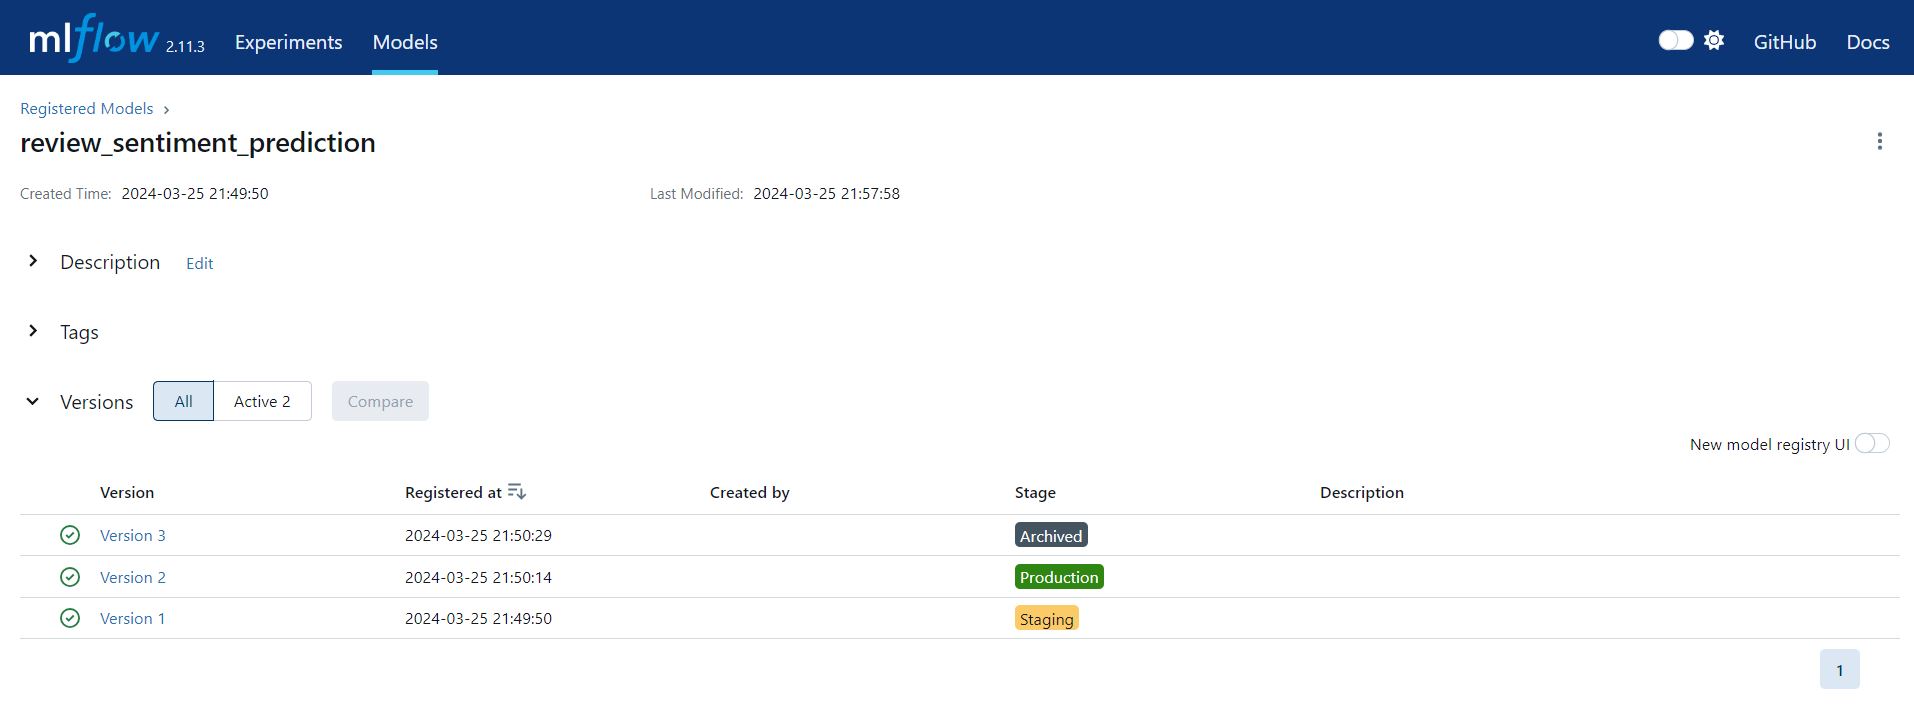 mlflow 2.11.3 Experiments Models GitHub Docs
Registered Models ›
review_sentiment_prediction
Created Time: 2024-03-25 21:49:50 Last Modified: 2024-03-25 21:57:58
Description Edit
Tags
Versions All Active 2 Compare
New model registry UI
Version Registered at Created by Stage Description
Version 3 2024-03-25 21:50:29 Archived
Version 2 2024-03-25 21:50:14 Production
Version 1 2024-03-25 21:49:50 Staging
1